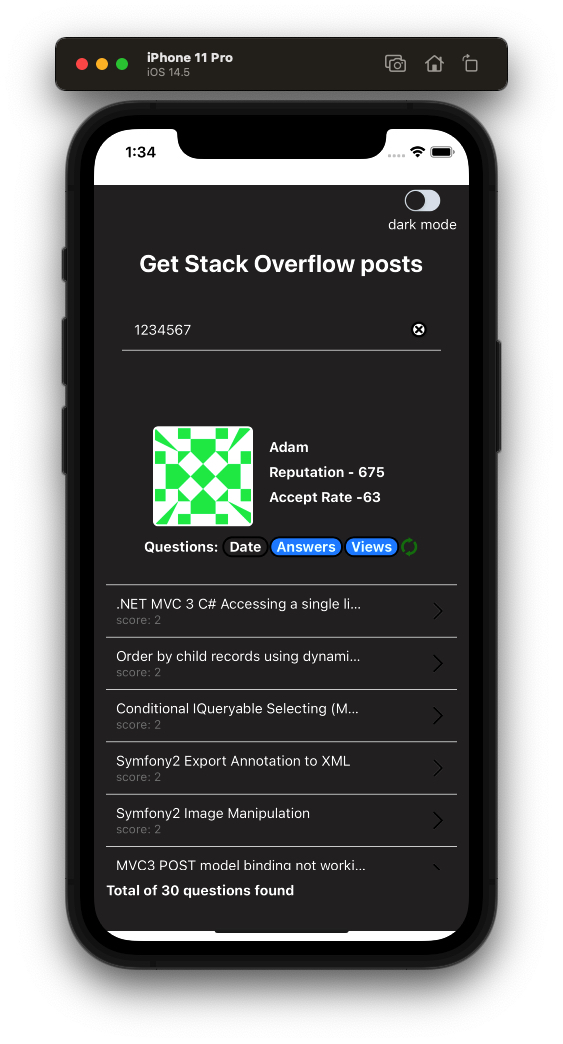 iPhone 11 Pro
iOS 14.5
1:34
dark mode
Get Stack Overflow posts
1234567
Adam
Reputation - 675
Accept Rate -63
Questions: Date Answers Views
.NET MVC 3 C# Accessing a single li...
score: 2
Order by child records using dynami...
score: 2
Conditional IQueryable Selecting (M...
score: 2
Symfony2 Export Annotation to XML
score: 2
Symfony2 Image Manipulation
score: 2
MVC3 POST model binding not worki...
Total of 30 questions found